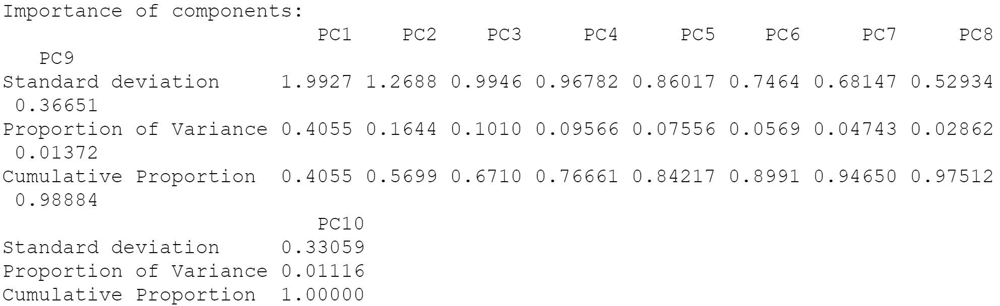 Importance of components:
                          PC1    PC2    PC3     PC4     PC5    PC6     PC7     PC8
   PC9
Standard deviation     1.9927 1.2688 0.9946 0.96782 0.86017 0.7464 0.68147 0.52934
 0.36651
Proportion of Variance 0.4055 0.1644 0.1010 0.09566 0.07556 0.0569 0.04743 0.02862
 0.01372
Cumulative Proportion  0.4055 0.5699 0.6710 0.76661 0.84217 0.8991 0.94650 0.97512
 0.98884
                          PC10
Standard deviation     0.33059
Proportion of Variance 0.01116
Cumulative Proportion  1.00000